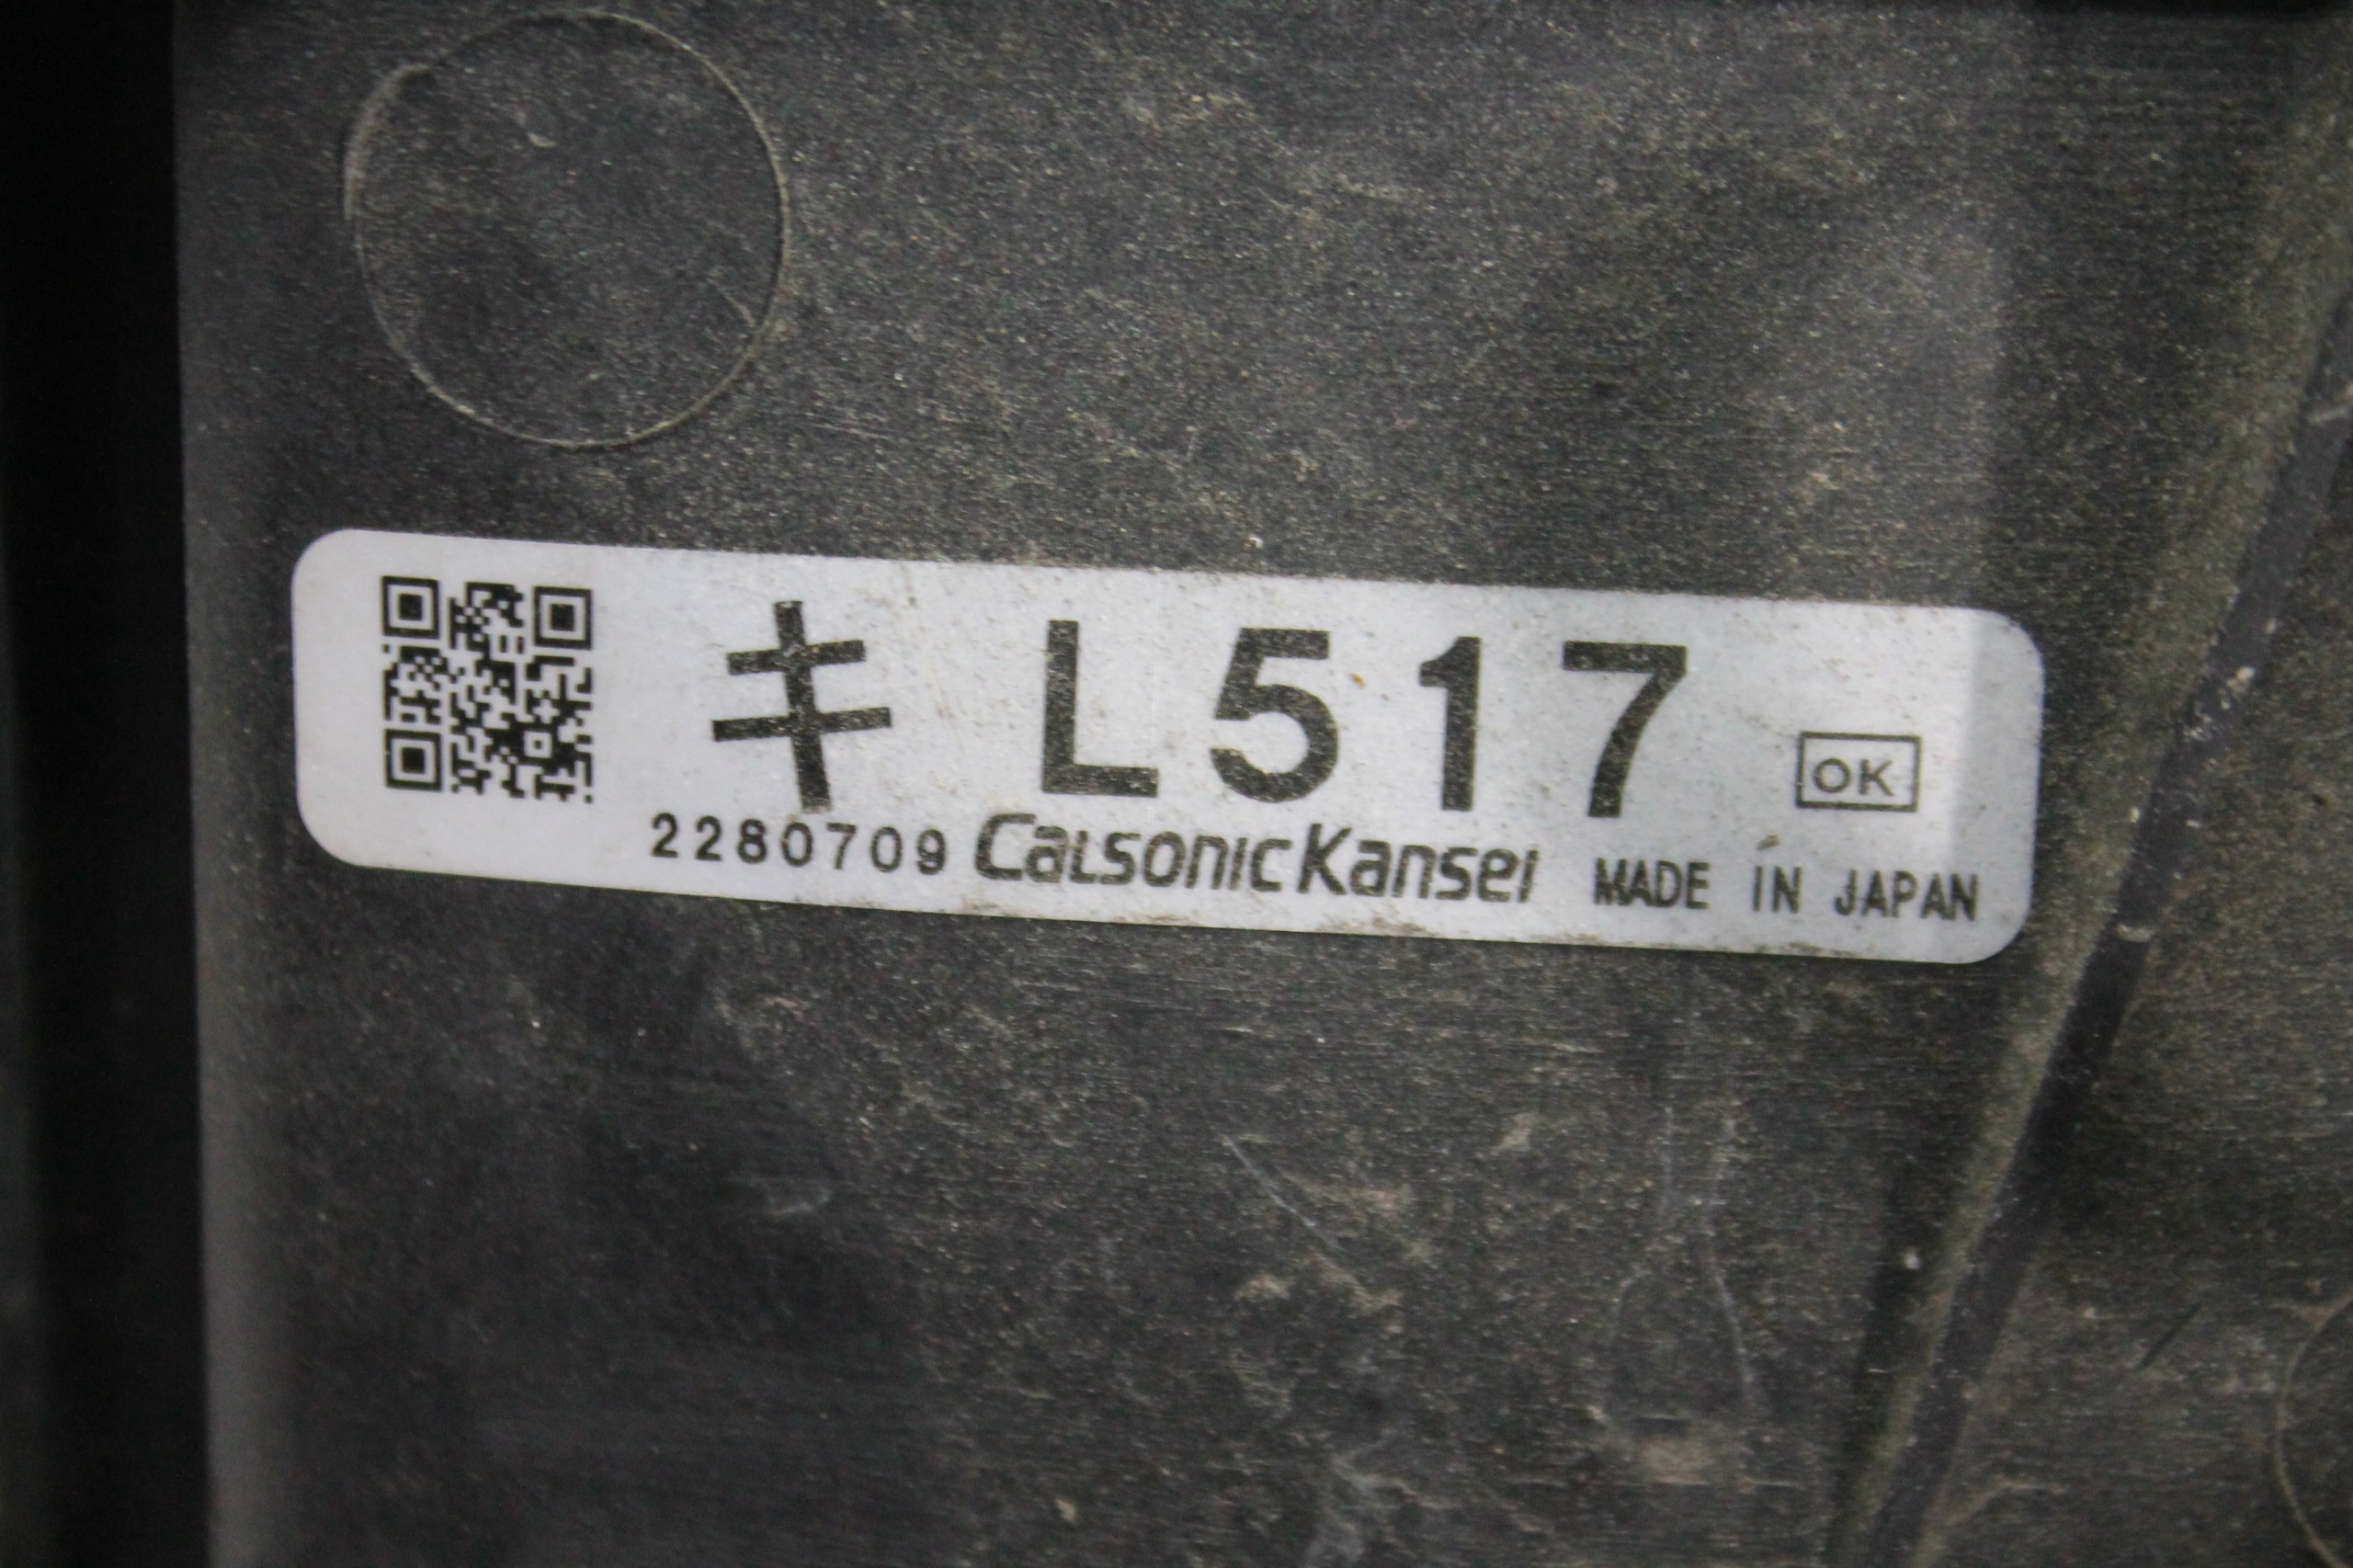 キ L517 OK
2280709 CalsonicKansei MADE IN JAPAN